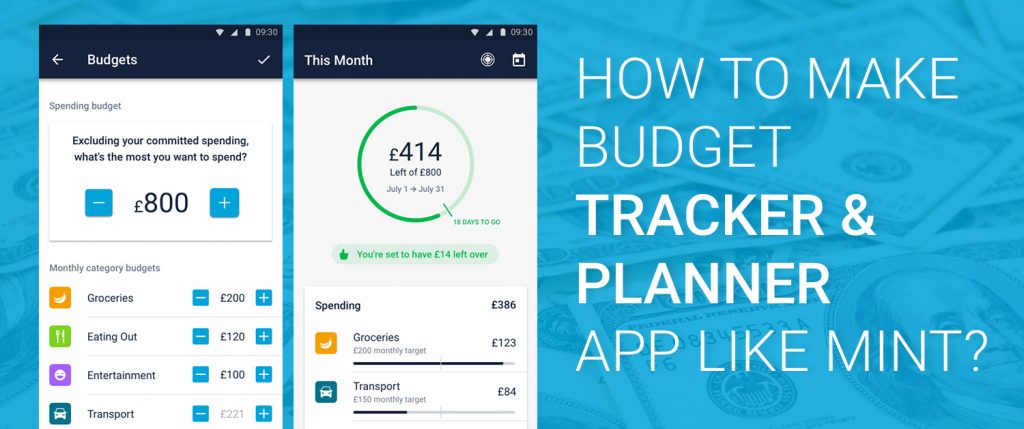 09:30
Budgets
Spending budget
Excluding your committed spending,
what's the most you want to spend?
£800
Monthly category budgets
Groceries £200
Eating Out £120
Entertainment £100
Transport £221
09:30
This Month
£414
Left of £800
July 1 → July 31
18 DAYS TO GO
You're set to have £14 left over
Spending £386
Groceries £123
£200 monthly target
Transport £84
£150 monthly target
HOW TO MAKE
BUDGET
TRACKER &
PLANNER
APP LIKE MINT?